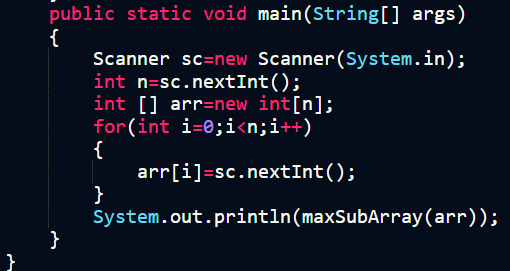 public static void main(String[] args)
{
Scanner sc=new Scanner(System.in);
int n=sc.nextInt();
int [] arr=new int[n];
for(int i=0;i<n;i++)
{
arr[i]=sc.nextInt();
}
System.out.println(maxSubArray(arr));
}
}